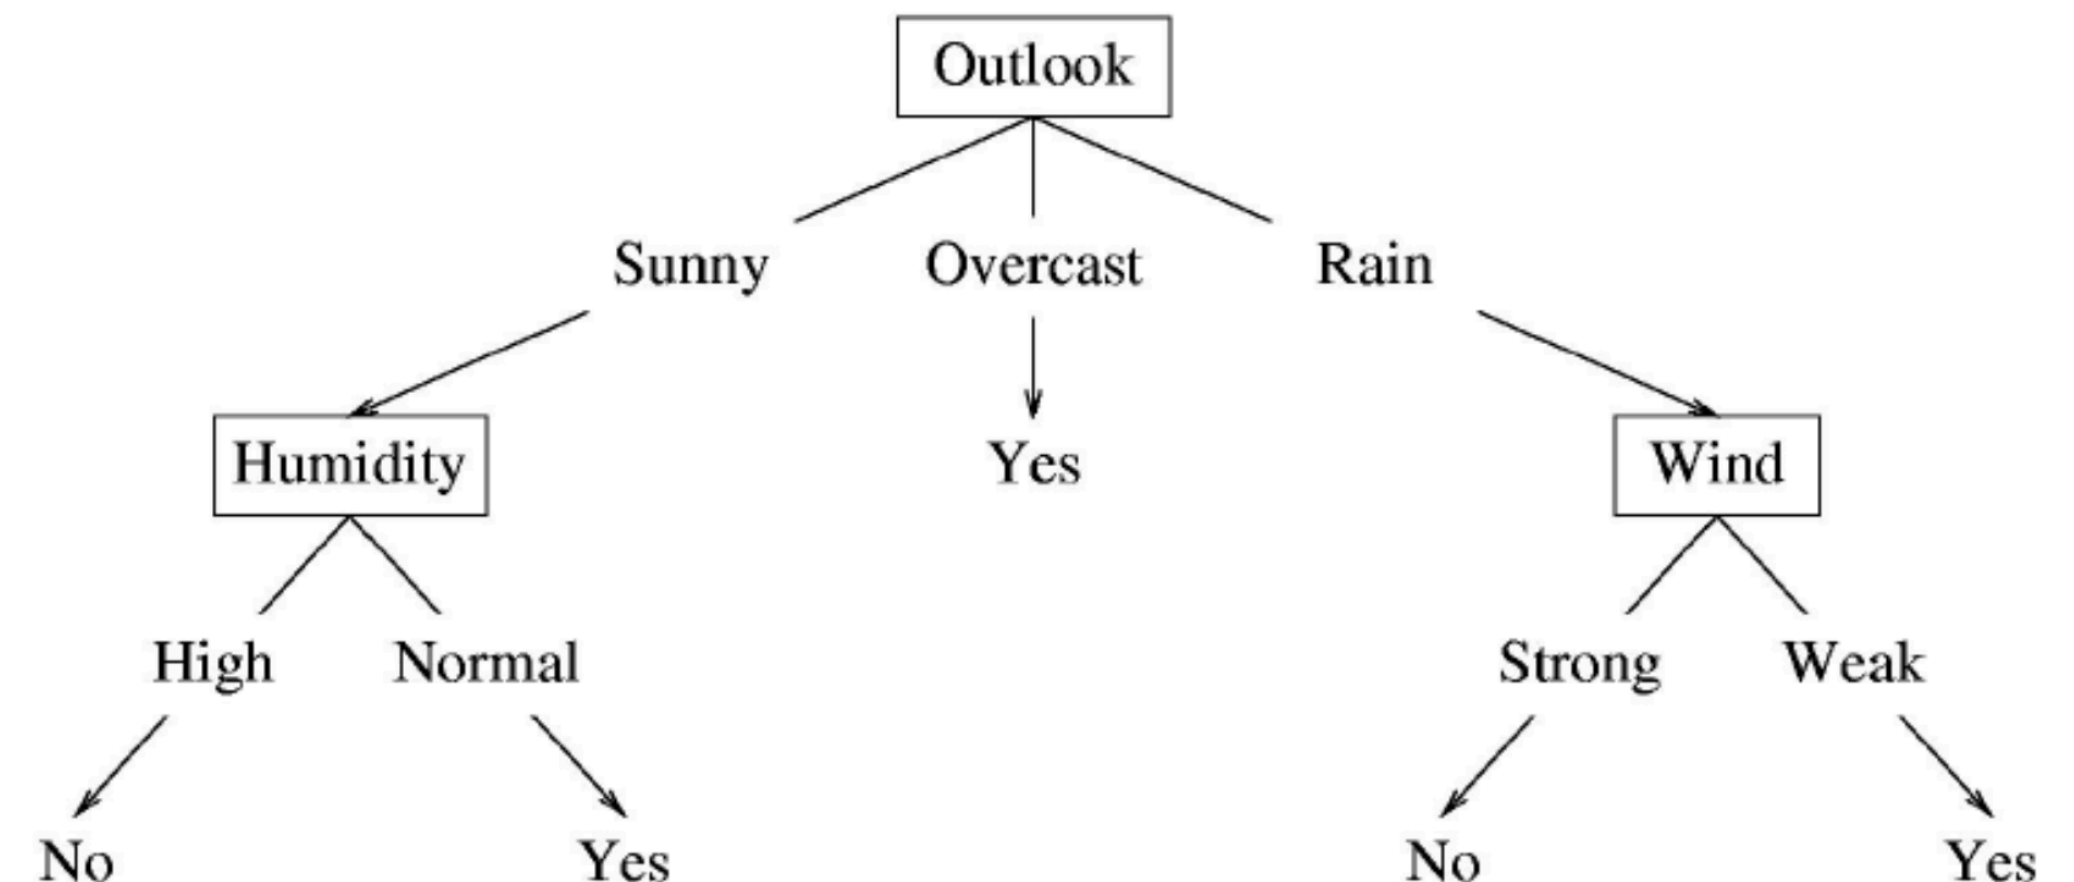 Outlook
Sunny Overcast Rain
Humidity Yes Wind
High Normal Strong Weak
No Yes No Yes